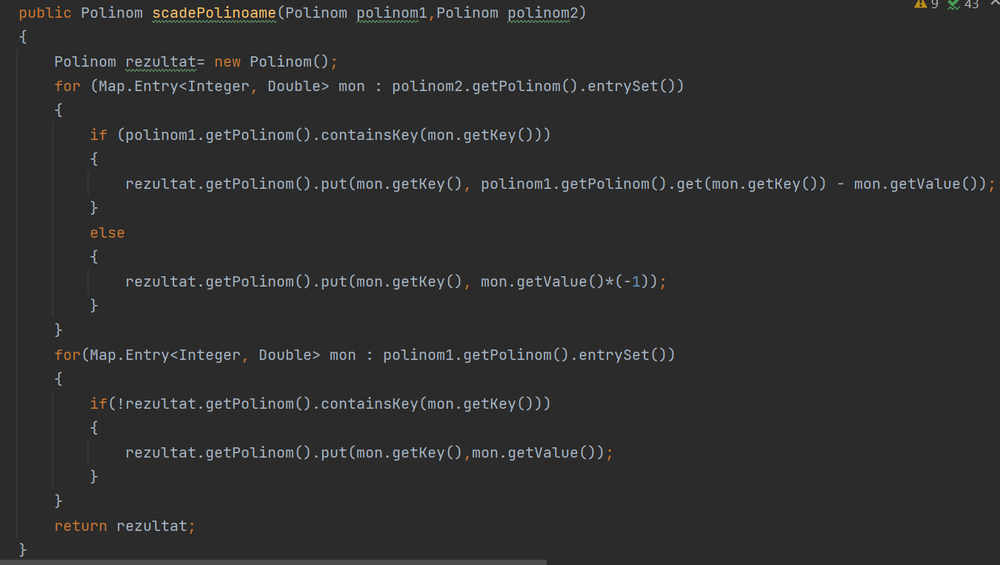 public Polinom scadePolinoame(Polinom polinom1,Polinom polinom2)
9 43
{
Polinom rezultat= new Polinom();
for (Map.Entry<Integer, Double> mon : polinom2.getPolinom().entrySet())
{
if (polinom1.getPolinom().containsKey(mon.getKey()))
{
rezultat.getPolinom().put(mon.getKey(), polinom1.getPolinom().get(mon.getKey()) - mon.getValue());
}
else
{
rezultat.getPolinom().put(mon.getKey(), mon.getValue()*(-1));
}
}
for(Map.Entry<Integer, Double> mon : polinom1.getPolinom().entrySet())
{
if(!rezultat.getPolinom().containsKey(mon.getKey()))
{
rezultat.getPolinom().put(mon.getKey(),mon.getValue());
}
}
return rezultat;
}